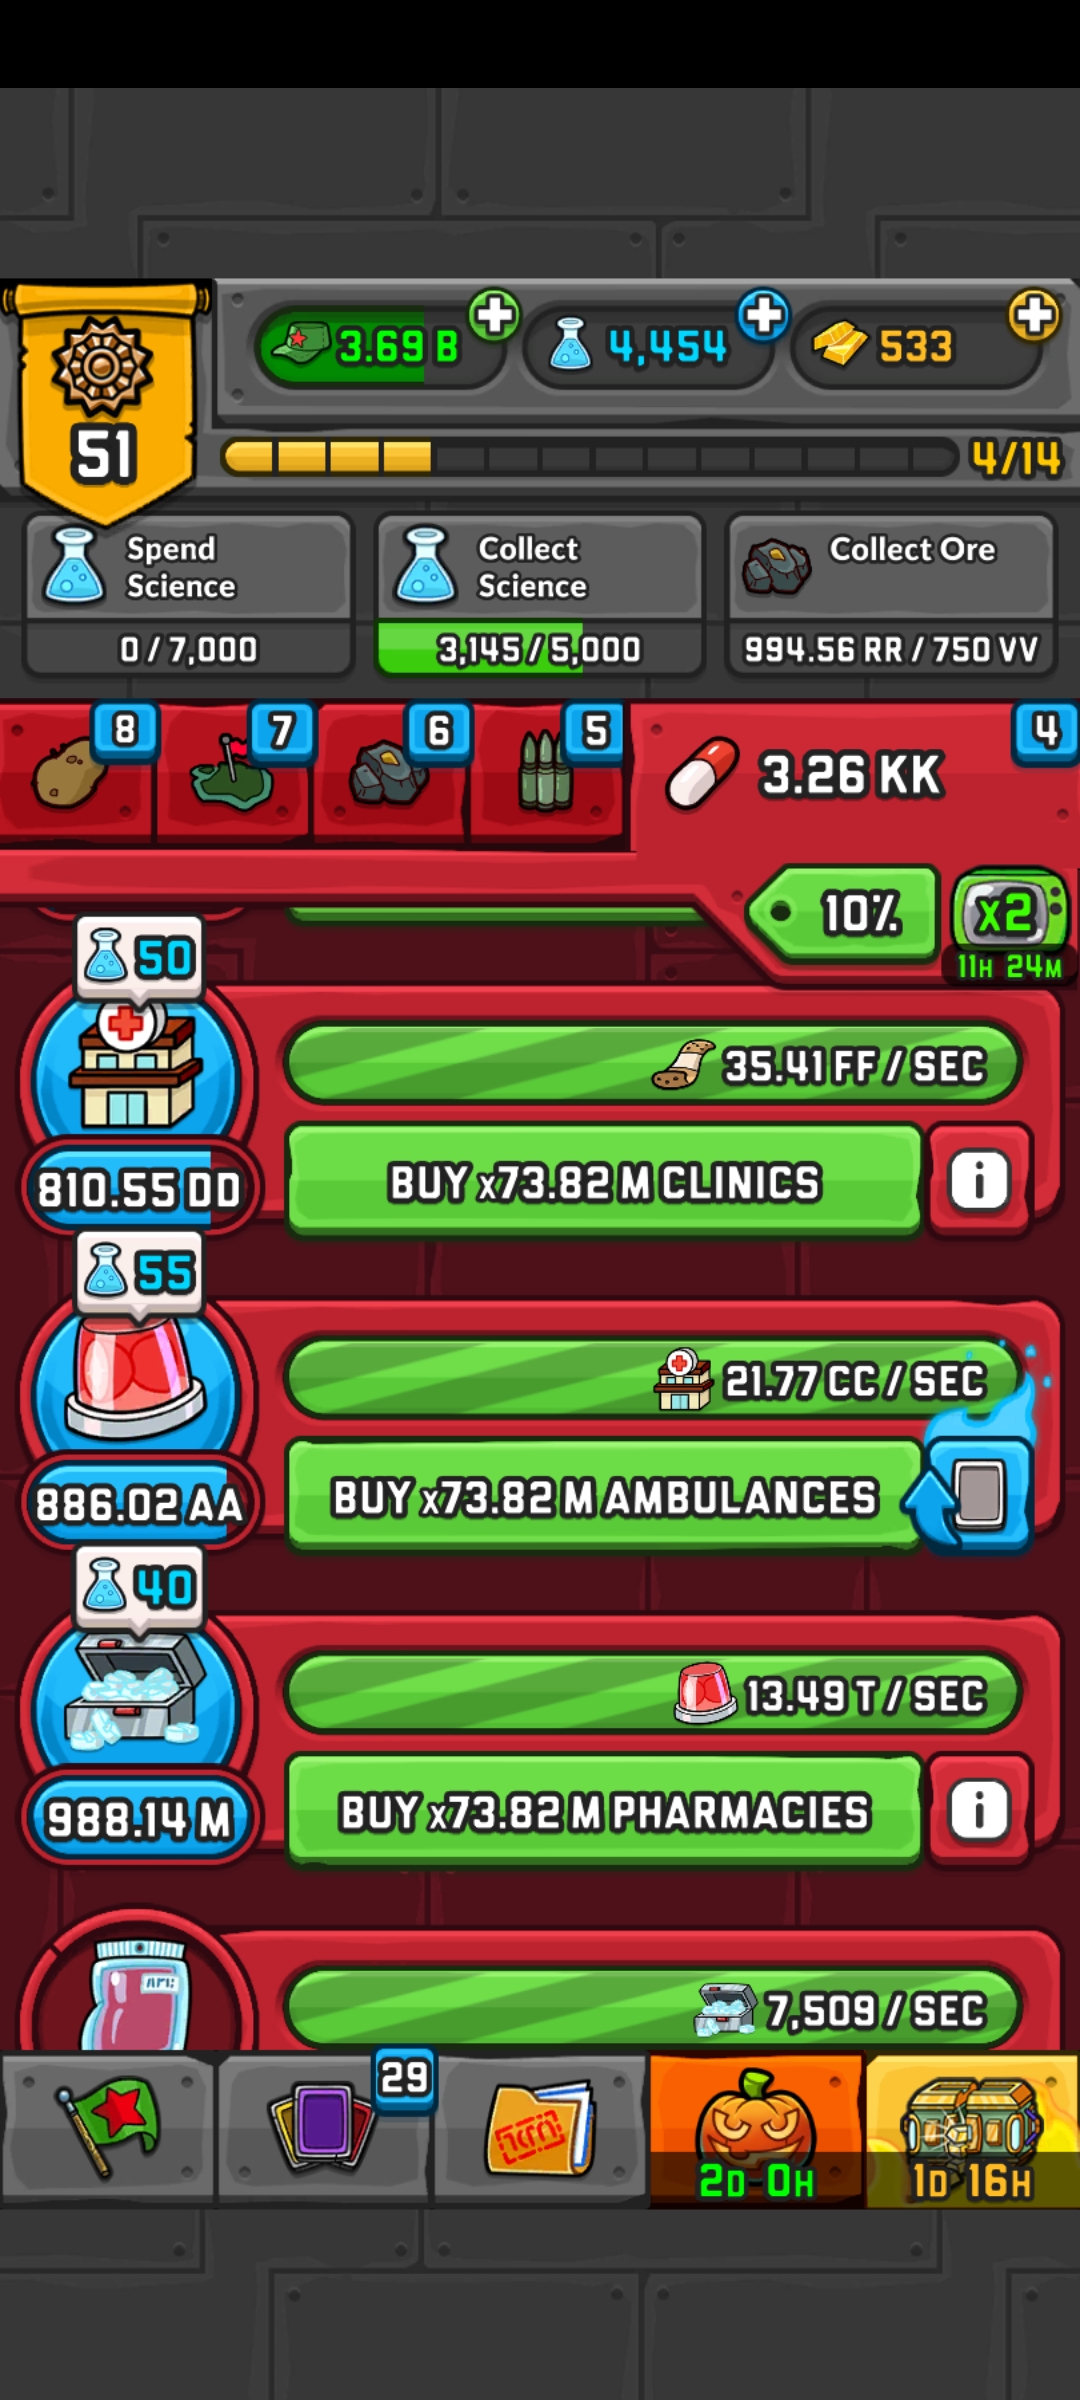 3.69 B
4,454
533
51
4/14
Spend
Science
0 / 7,000
Collect
Science
3,145 / 5,000
Collect Ore
994.56 RR / 750 VV
8
7
6
5
3.26 KK
4
10%
x2
11H 24M
50
35.41 FF / SEC
810.55 DD
BUY x73.82 M CLINICS
i
55
21.77 CC / SEC
886.02 AA
BUY x73.82 M AMBULANCES
40
13.49 T / SEC
988.14 M
BUY x73.82 M PHARMACIES
i
7,509 / SEC
29
2D 0H
1D 16H